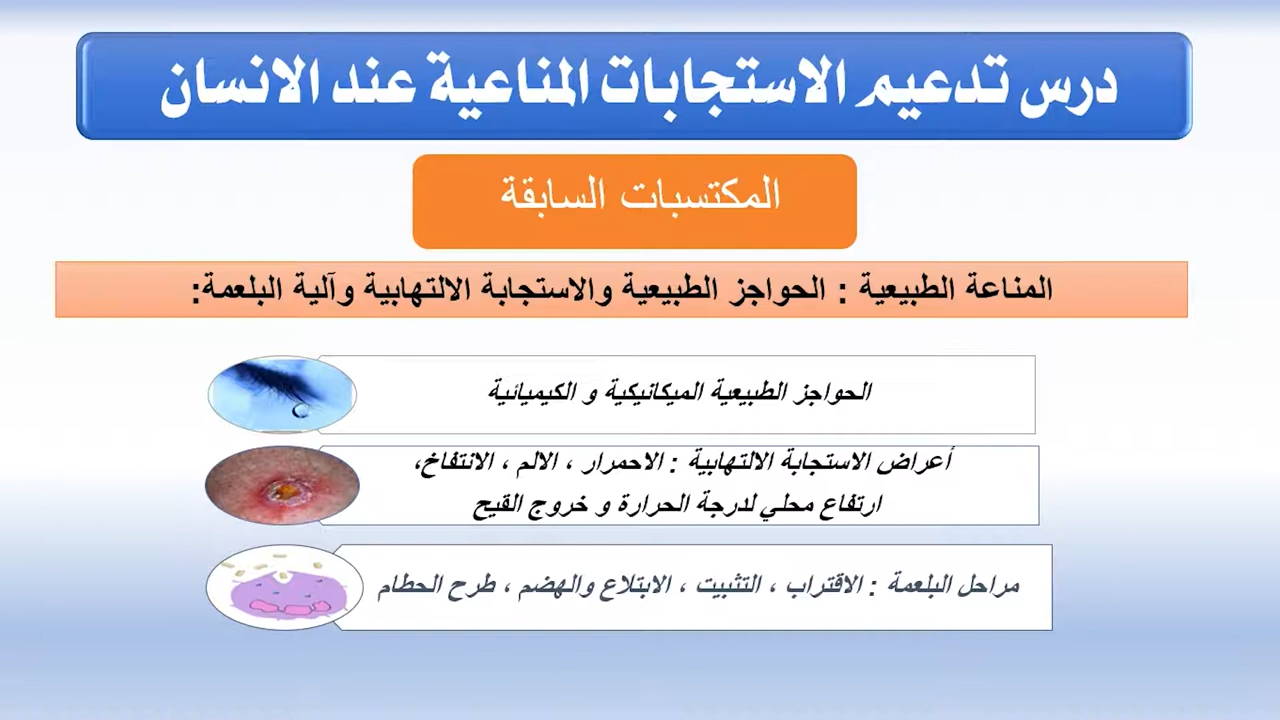 درس تدعيم الاستجابات المناعية عند الانسان
المكتسبات السابقة
المناعة الطبيعية : الحواجز الطبيعية والاستجابة الالتهابية وآلية البلعمة:
الحواجز الطبيعية الميكانيكية و الكيميائية
أعراض الاستجابة الالتهابية : الاحمرار ، الالم ، الانتفاخ،
ارتفاع محلي لدرجة الحرارة و خروج القيح
مراحل البلعمة : الاقتراب ، التثبيت ، الابتلاع والهضم ، طرح الحطام